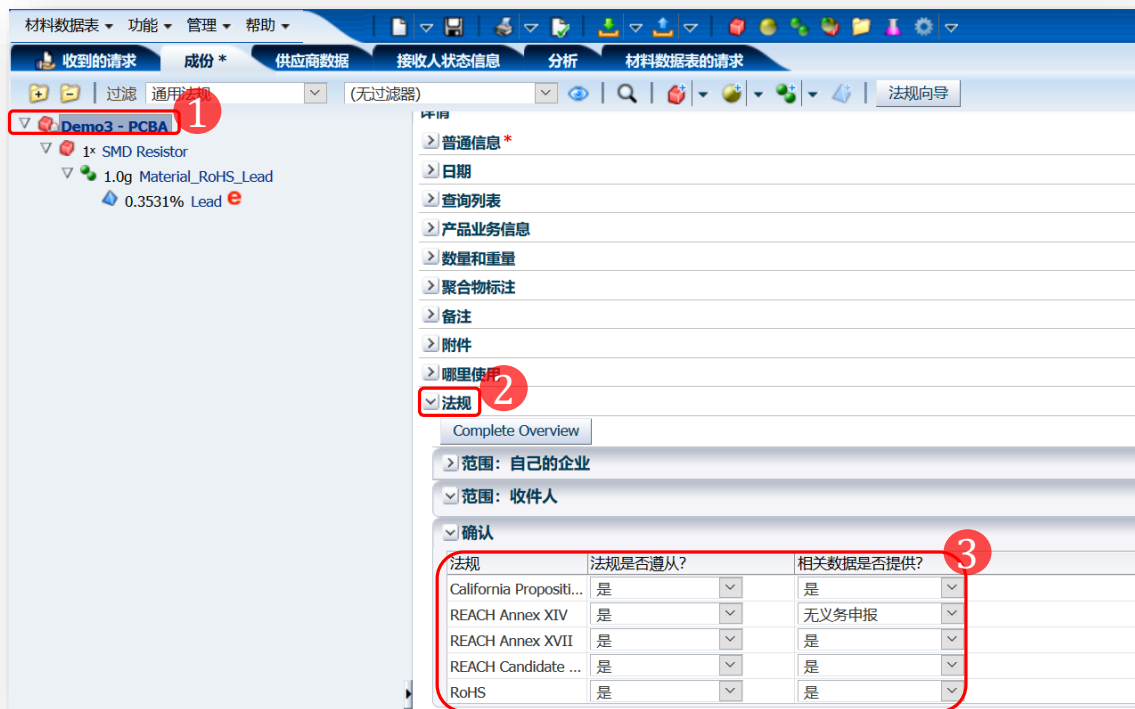 材料数据表 功能 管理 帮助
收到的请求 成份 * 供应商数据 接收人状态信息 分析 材料数据表的请求
过滤 通用法规 (无过滤器) 法规向导
1
Demo3 - PCBA
1x SMD Resistor
1.0g Material_RoHS_Lead
0.3531% Lead e
详情
普通信息*
日期
查询列表
产品业务信息
数量和重量
聚合物标注
备注
附件
哪里使用
2
法规
Complete Overview
范围：自己的企业
范围：收件人
确认
3
法规 法规是否遵从? 相关数据是否提供?
California Propositi... 是 是
REACH Annex XIV 是 无义务申报
REACH Annex XVII 是 是
REACH Candidate ... 是 是
RoHS 是 是